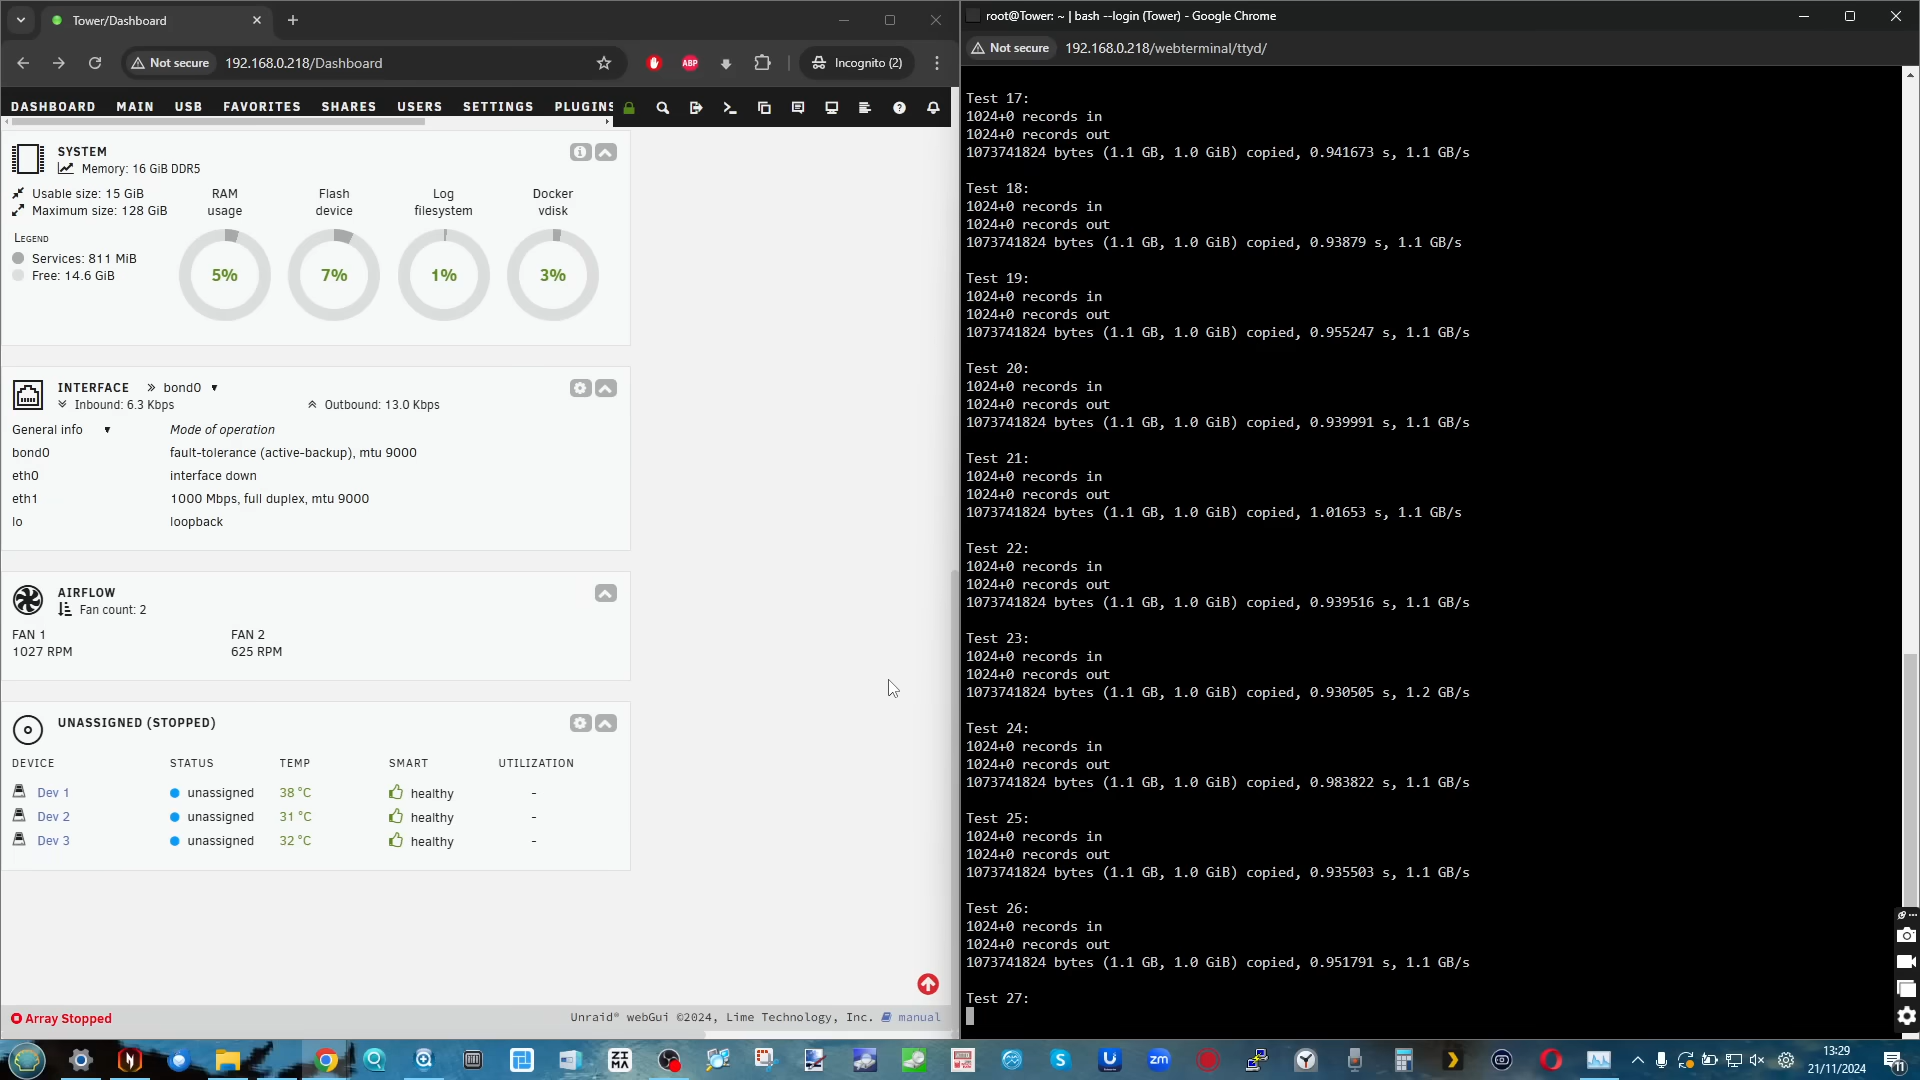 Tower/Dashboard
Not secure 192.168.0.218/Dashboard
ABP
Incognito (2)
DASHBOARD MAIN USB FAVORITES SHARES USERS SETTINGS PLUGINS
SYSTEM
Memory: 16 GiB DDR5
Usable size: 15 GiB
Maximum size: 128 GiB
RAM usage
Flash device
Log filesystem
Docker vdisk
LEGEND
Services: 811 MiB
Free: 14.6 GiB
5% 7% 1% 3%
INTERFACE » bond0
Inbound: 6.3 Kbps Outbound: 13.0 Kbps
General info Mode of operation
bond0 fault-tolerance (active-backup), mtu 9000
eth0 interface down
eth1 1000 Mbps, full duplex, mtu 9000
lo loopback
AIRFLOW
Fan count: 2
FAN 1 FAN 2
1027 RPM 625 RPM
UNASSIGNED (STOPPED)
DEVICE STATUS TEMP SMART UTILIZATION
Dev 1 unassigned 38 °C healthy -
Dev 2 unassigned 31 °C healthy -
Dev 3 unassigned 32 °C healthy -
Array Stopped
Unraid® webGui ©2024, Lime Technology, Inc. manual
root@Tower: ~ | bash --login (Tower) - Google Chrome
Not secure 192.168.0.218/webterminal/ttyd/
Test 17:
1024+0 records in
1024+0 records out
1073741824 bytes (1.1 GB, 1.0 GiB) copied, 0.941673 s, 1.1 GB/s
Test 18:
1024+0 records in
1024+0 records out
1073741824 bytes (1.1 GB, 1.0 GiB) copied, 0.93879 s, 1.1 GB/s
Test 19:
1024+0 records in
1024+0 records out
1073741824 bytes (1.1 GB, 1.0 GiB) copied, 0.955247 s, 1.1 GB/s
Test 20:
1024+0 records in
1024+0 records out
1073741824 bytes (1.1 GB, 1.0 GiB) copied, 0.939991 s, 1.1 GB/s
Test 21:
1024+0 records in
1024+0 records out
1073741824 bytes (1.1 GB, 1.0 GiB) copied, 1.01653 s, 1.1 GB/s
Test 22:
1024+0 records in
1024+0 records out
1073741824 bytes (1.1 GB, 1.0 GiB) copied, 0.939516 s, 1.1 GB/s
Test 23:
1024+0 records in
1024+0 records out
1073741824 bytes (1.1 GB, 1.0 GiB) copied, 0.930505 s, 1.2 GB/s
Test 24:
1024+0 records in
1024+0 records out
1073741824 bytes (1.1 GB, 1.0 GiB) copied, 0.983822 s, 1.1 GB/s
Test 25:
1024+0 records in
1024+0 records out
1073741824 bytes (1.1 GB, 1.0 GiB) copied, 0.935503 s, 1.1 GB/s
Test 26:
1024+0 records in
1024+0 records out
1073741824 bytes (1.1 GB, 1.0 GiB) copied, 0.951791 s, 1.1 GB/s
Test 27:
ZIMA
zm
13:29
21/11/2024
11